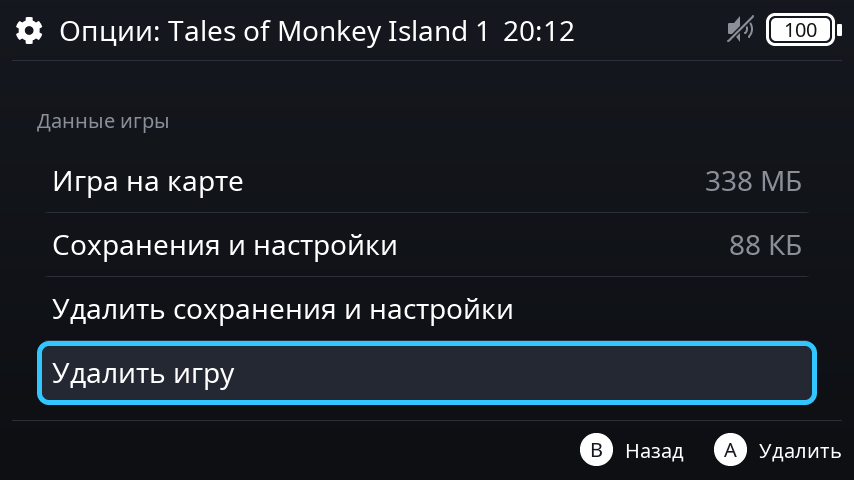 Опции: Tales of Monkey Island 1 20:12 100
Данные игры
Игра на карте 338 МБ
Сохранения и настройки 88 КБ
Удалить сохранения и настройки
Удалить игру
B Назад A Удалить